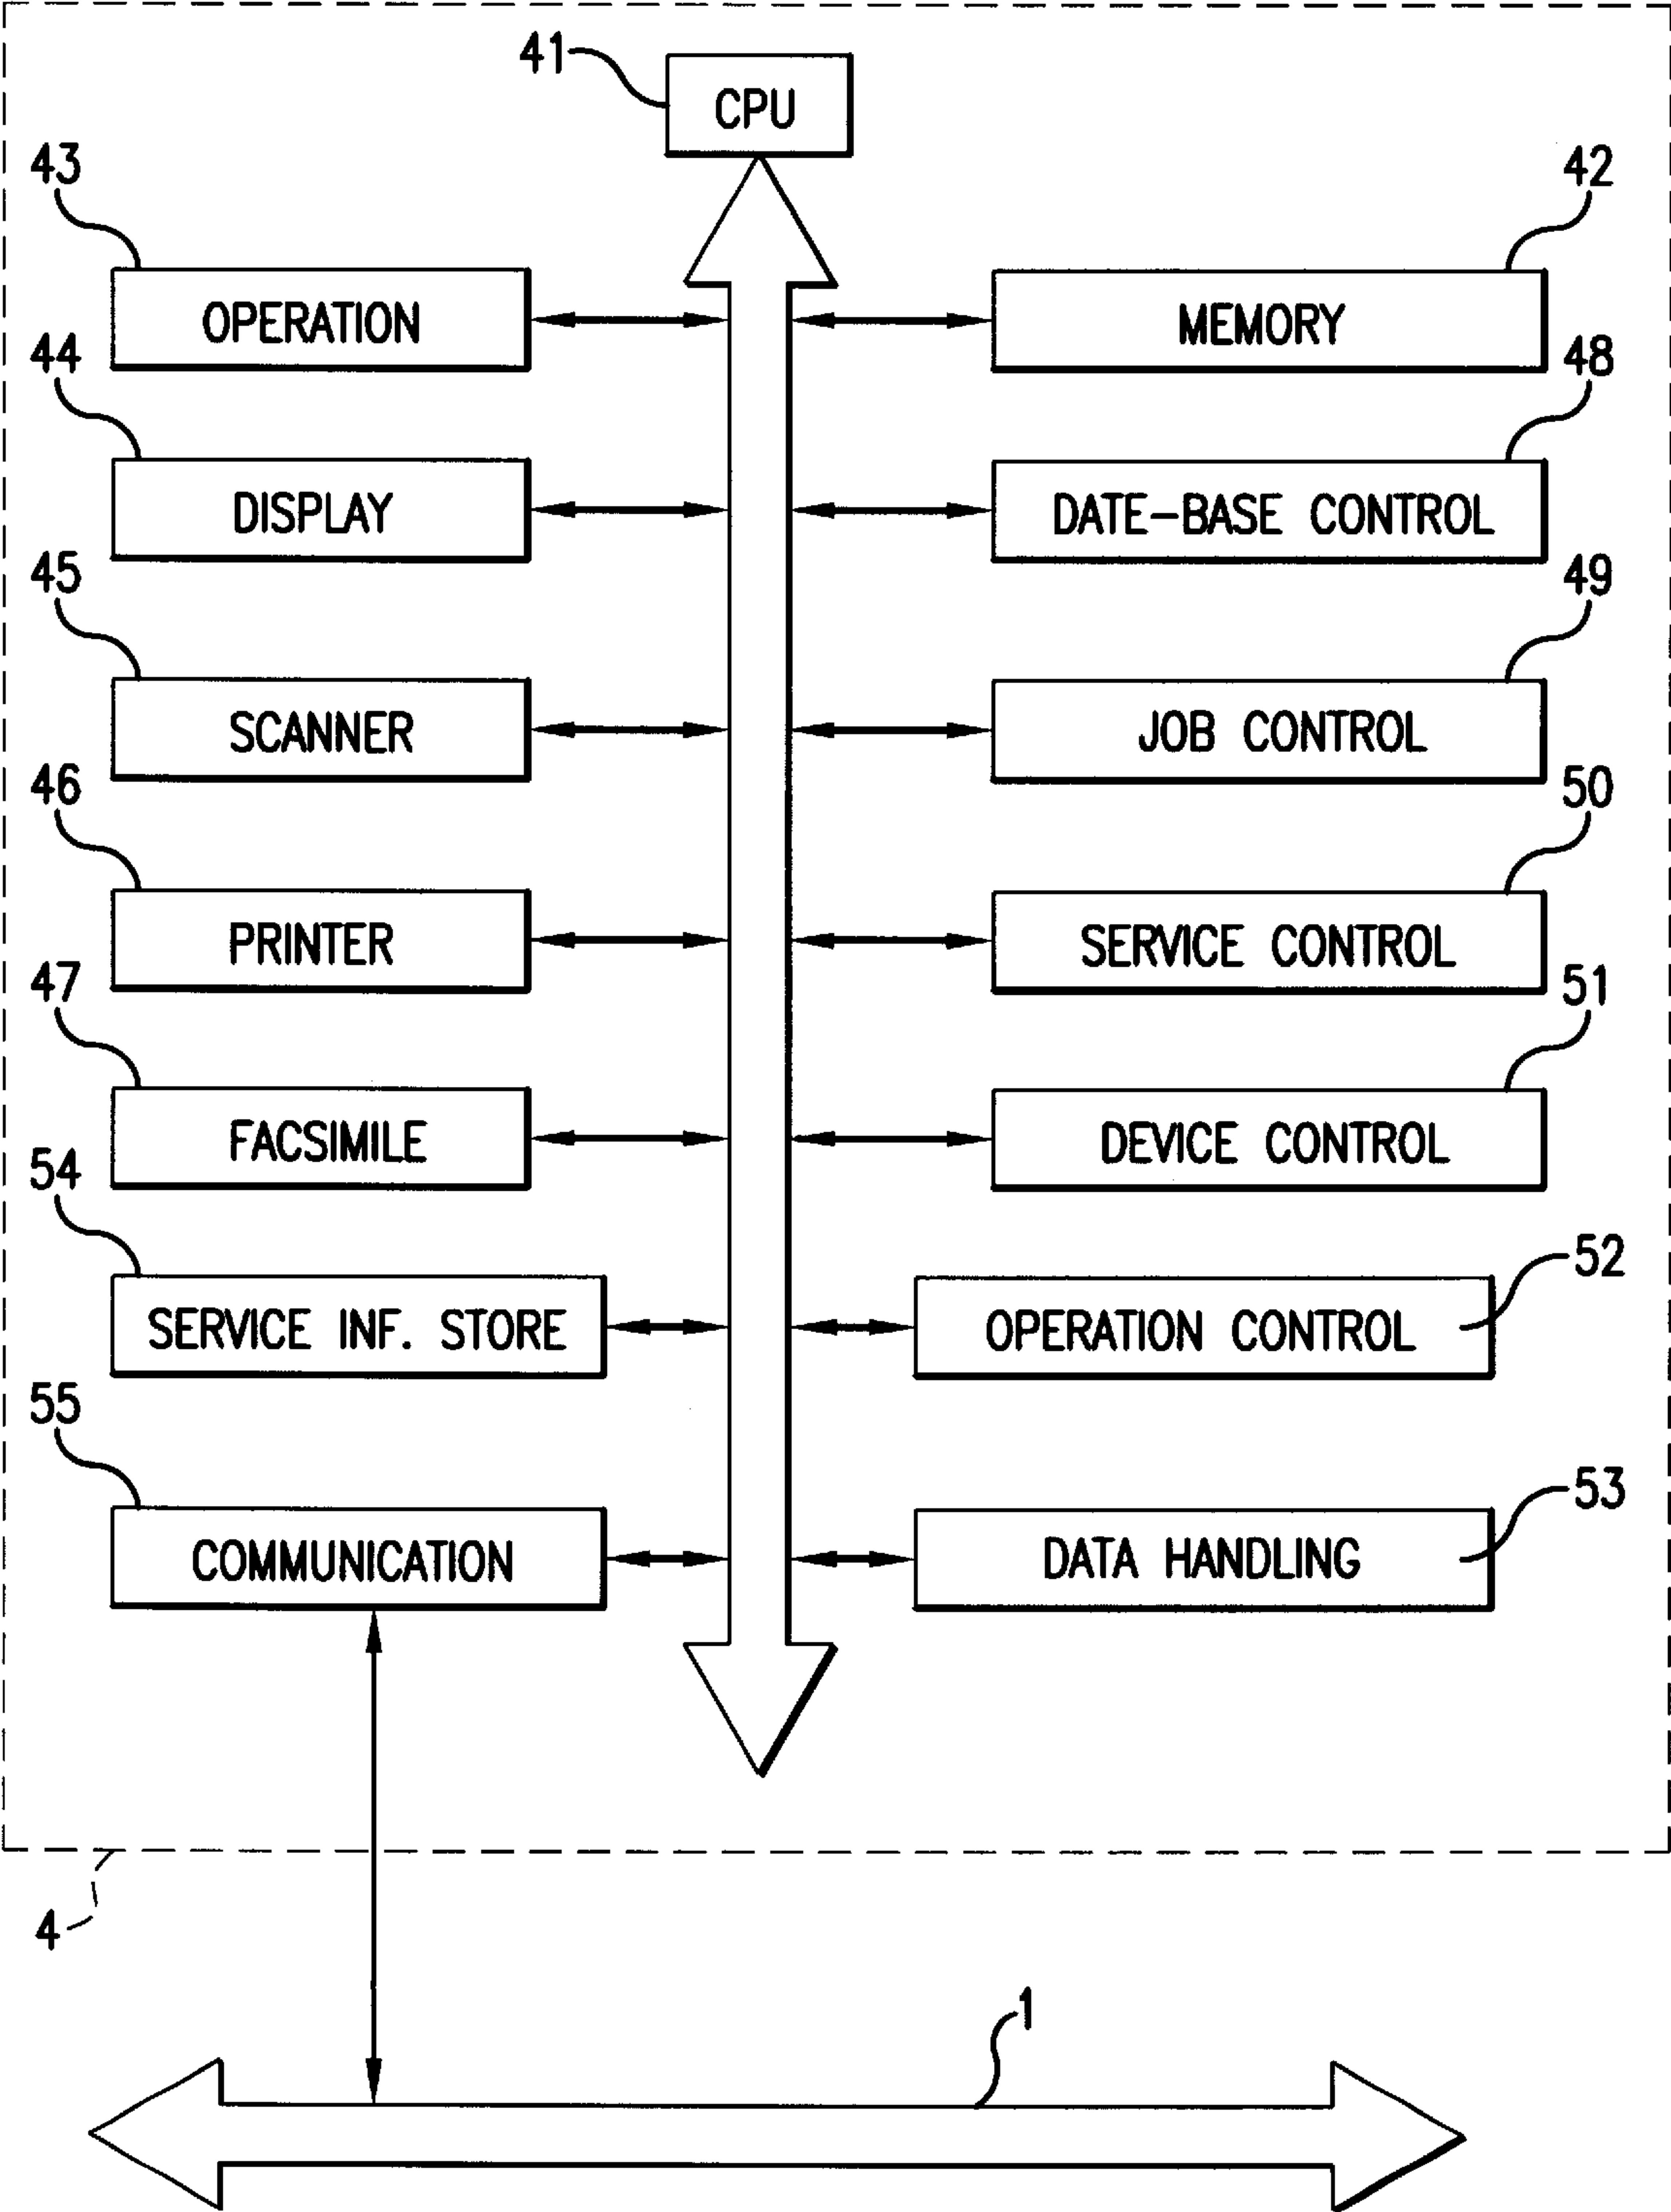 41
CPU
43
42
OPERATION
MEMORY
44
48
DISPLAY
DATE-BASE CONTROL
45
49
SCANNER
JOB CONTROL
46
50
PRINTER
SERVICE CONTROL
47
51
FACSIMILE
DEVICE CONTROL
54
52
SERVICE INF. STORE
OPERATION CONTROL
55
53
COMMUNICATION
DATA HANDLING
4
1